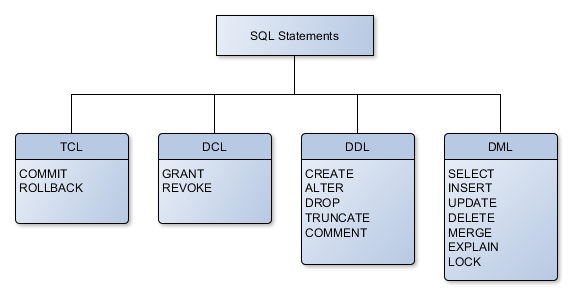 SQL Statements
TCL
COMMIT
ROLLBACK
DCL
GRANT
REVOKE
DDL
CREATE
ALTER
DROP
TRUNCATE
COMMENT
DML
SELECT
INSERT
UPDATE
DELETE
MERGE
EXPLAIN
LOCK